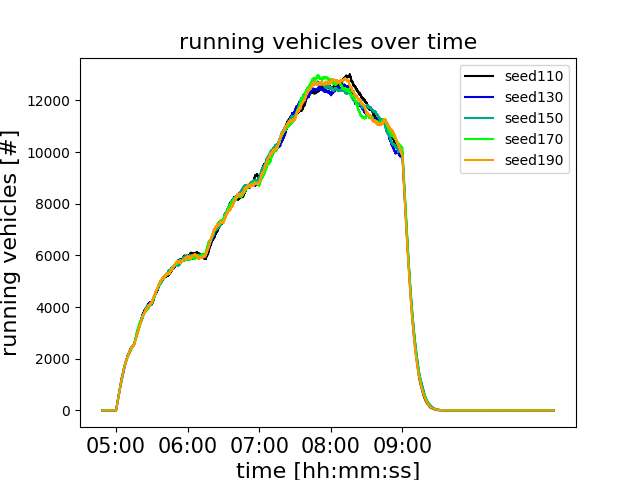 running vehicles over time
running vehicles [#]
12000
10000
8000
6000
4000
2000
0
seed110
seed130
seed150
seed170
seed190
05:00 06:00 07:00 08:00 09:00
time [hh:mm:ss]